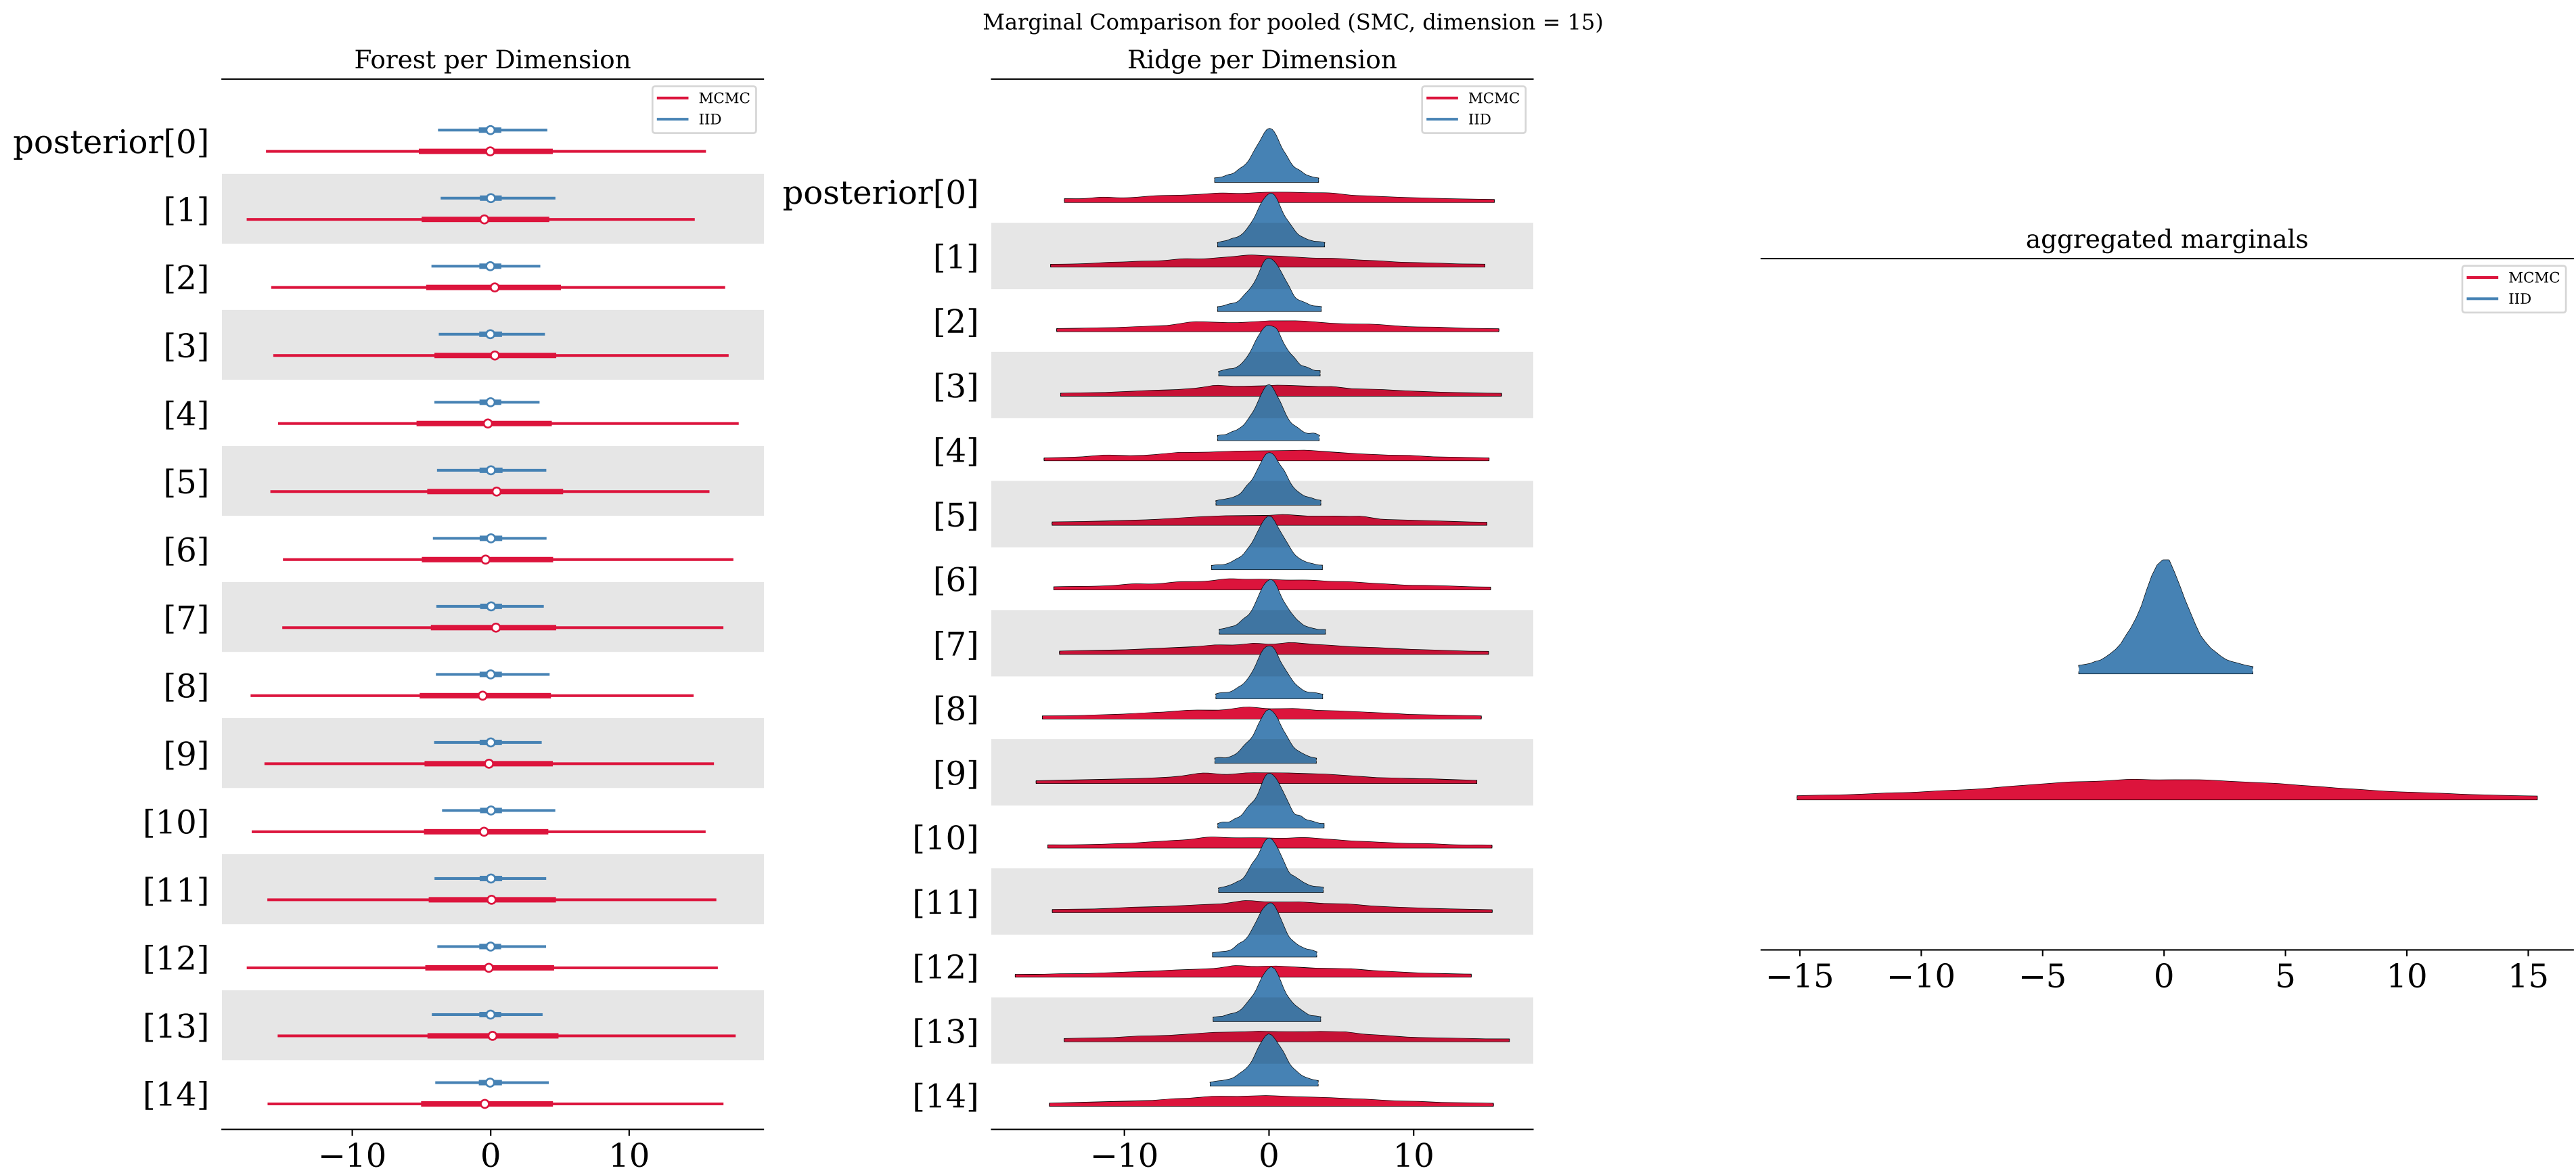 Marginal Comparison for pooled (SMC, dimension = 15)
Forest per Dimension
MCMC
IID
posterior[0]
[1]
[2]
[3]
[4]
[5]
[6]
[7]
[8]
[9]
[10]
[11]
[12]
[13]
[14]
−10 0 10
Ridge per Dimension
MCMC
IID
posterior[0]
[1]
[2]
[3]
[4]
[5]
[6]
[7]
[8]
[9]
[10]
[11]
[12]
[13]
[14]
−10 0 10
aggregated marginals
MCMC
IID
−15 −10 −5 0 5 10 15